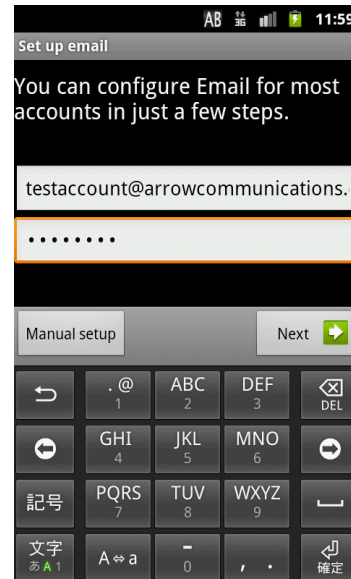 AB 3G 11:59
Set up email
You can configure Email for most
accounts in just a few steps.
testaccount@arrowcommunications.
••••••••
Manual setup Next
. @ ABC DEF
1 2 3 DEL
GHI JKL MNO
4 5 6
記号 PQRS TUV WXYZ
7 8 9
文字 A⇔a - , .
あA1 0 確定